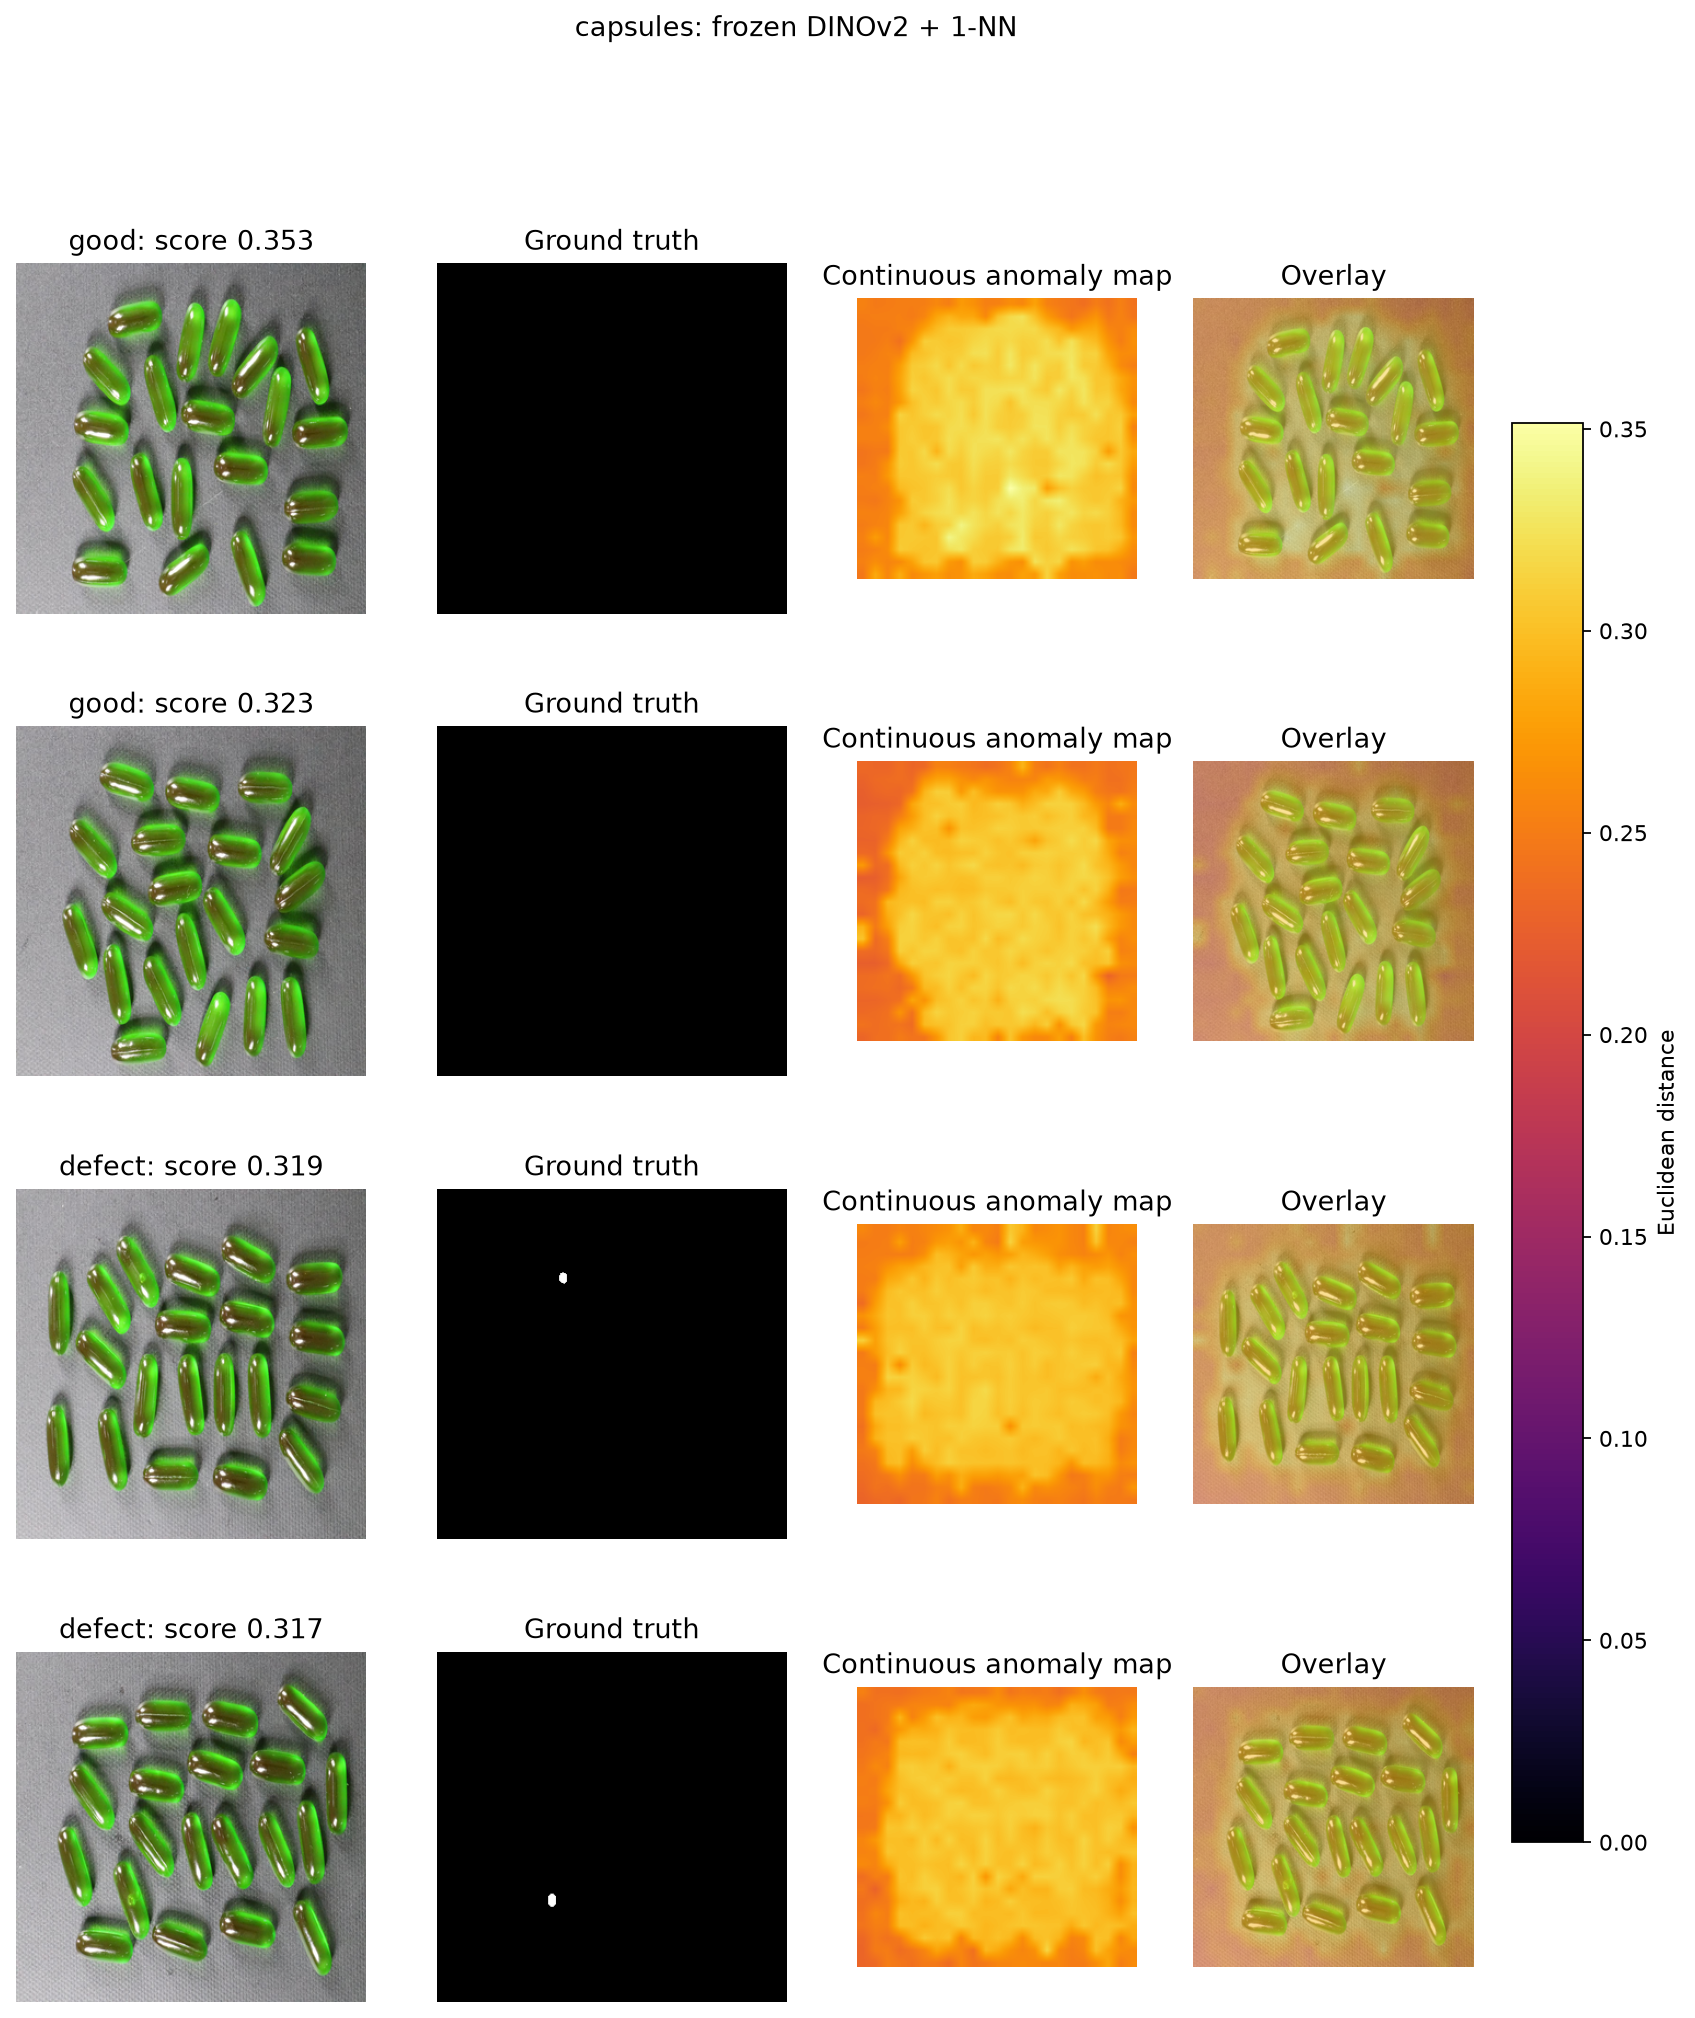 capsules: frozen DINOv2 + 1-NN
good: score 0.353
Ground truth
Continuous anomaly map
Overlay
good: score 0.323
Ground truth
Continuous anomaly map
Overlay
defect: score 0.319
Ground truth
Continuous anomaly map
Overlay
defect: score 0.317
Ground truth
Continuous anomaly map
Overlay
0.35
0.30
0.25
0.20
0.15
0.10
0.05
0.00
Euclidean distance